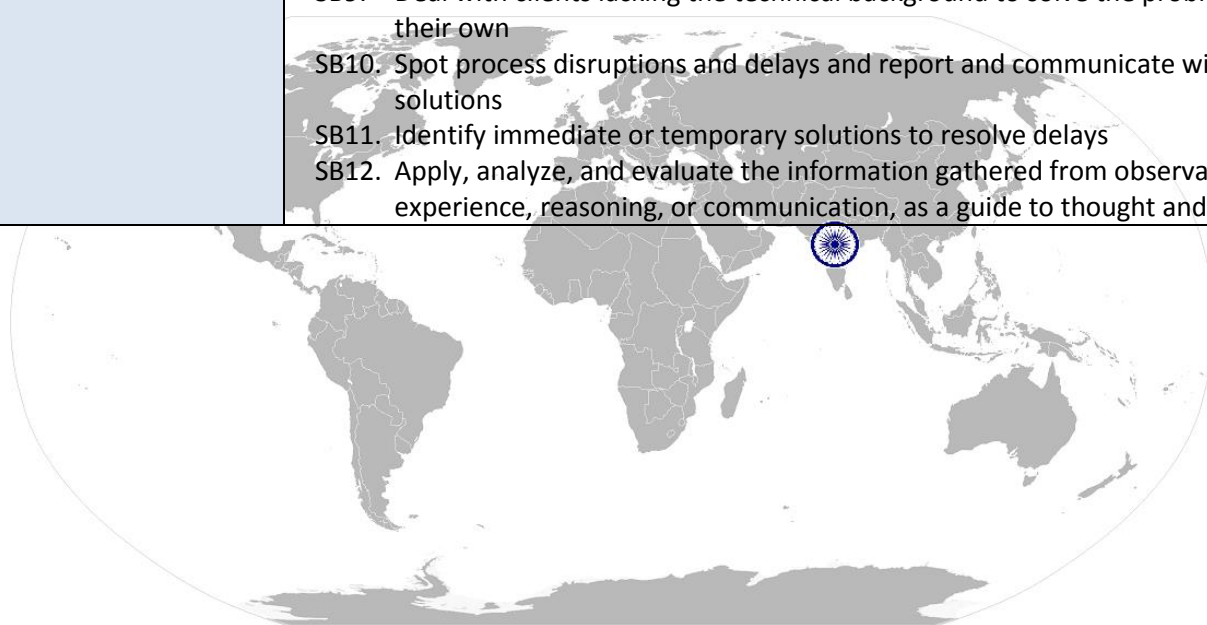 their own
SB10. Spot process disruptions and delays and report and communicate wi
solutions
SB11. Identify immediate or temporary solutions to resolve delays
SB12. Apply, analyze, and evaluate the information gathered from observa
experience, reasoning, or communication, as a guide to thought and